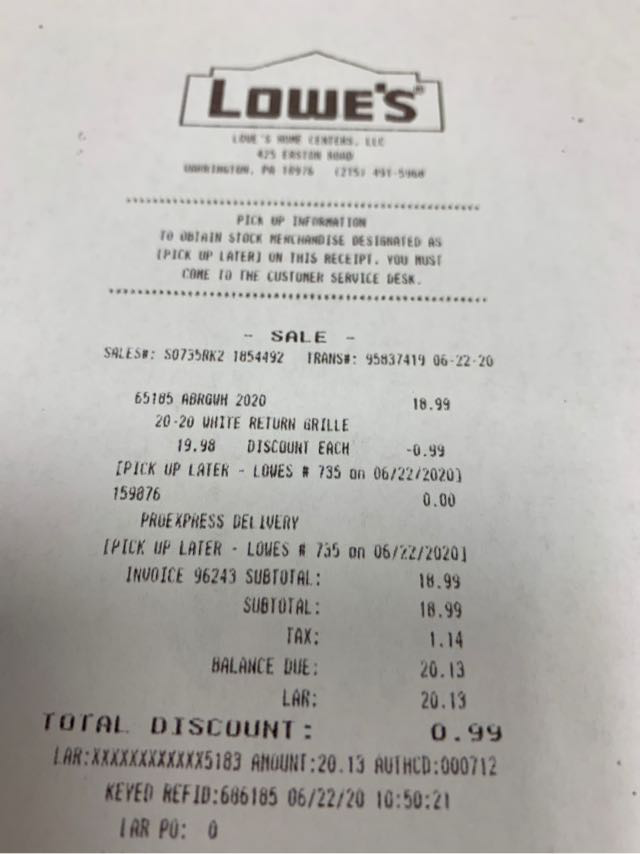 LOWE'S®
LOWE'S HOME CENTERS, LLC
425 EASTON ROAD
WARRINGTON, PA 18976 (215) 491-5960
****************************************************
PICK UP INFORMATION
TO OBTAIN STOCK MERCHANDISE DESIGNATED AS
[PICK UP LATER] ON THIS RECEIPT. YOU MUST
COME TO THE CUSTOMER SERVICE DESK.
****************************************************
- SALE -
SALES#: S0735RK2 1854492 TRANS#: 95837419 06-22-20
65185 ABRGWH 2020 18.99
20-20 WHITE RETURN GRILLE
19.98 DISCOUNT EACH -0.99
[PICK UP LATER - LOWES # 735 on 06/22/2020]
159876 0.00
PROEXPRESS DELIVERY
[PICK UP LATER - LOWES # 735 on 06/22/2020]
INVOICE 96243 SUBTOTAL: 18.99
SUBTOTAL: 18.99
TAX: 1.14
BALANCE DUE: 20.13
LAR: 20.13
TOTAL DISCOUNT: 0.99
LAR:XXXXXXXXXXXX5183 AMOUNT:20.13 AUTHCD:000712
KEYED REFID:686185 06/22/20 10:50:21
LAR PO: 0